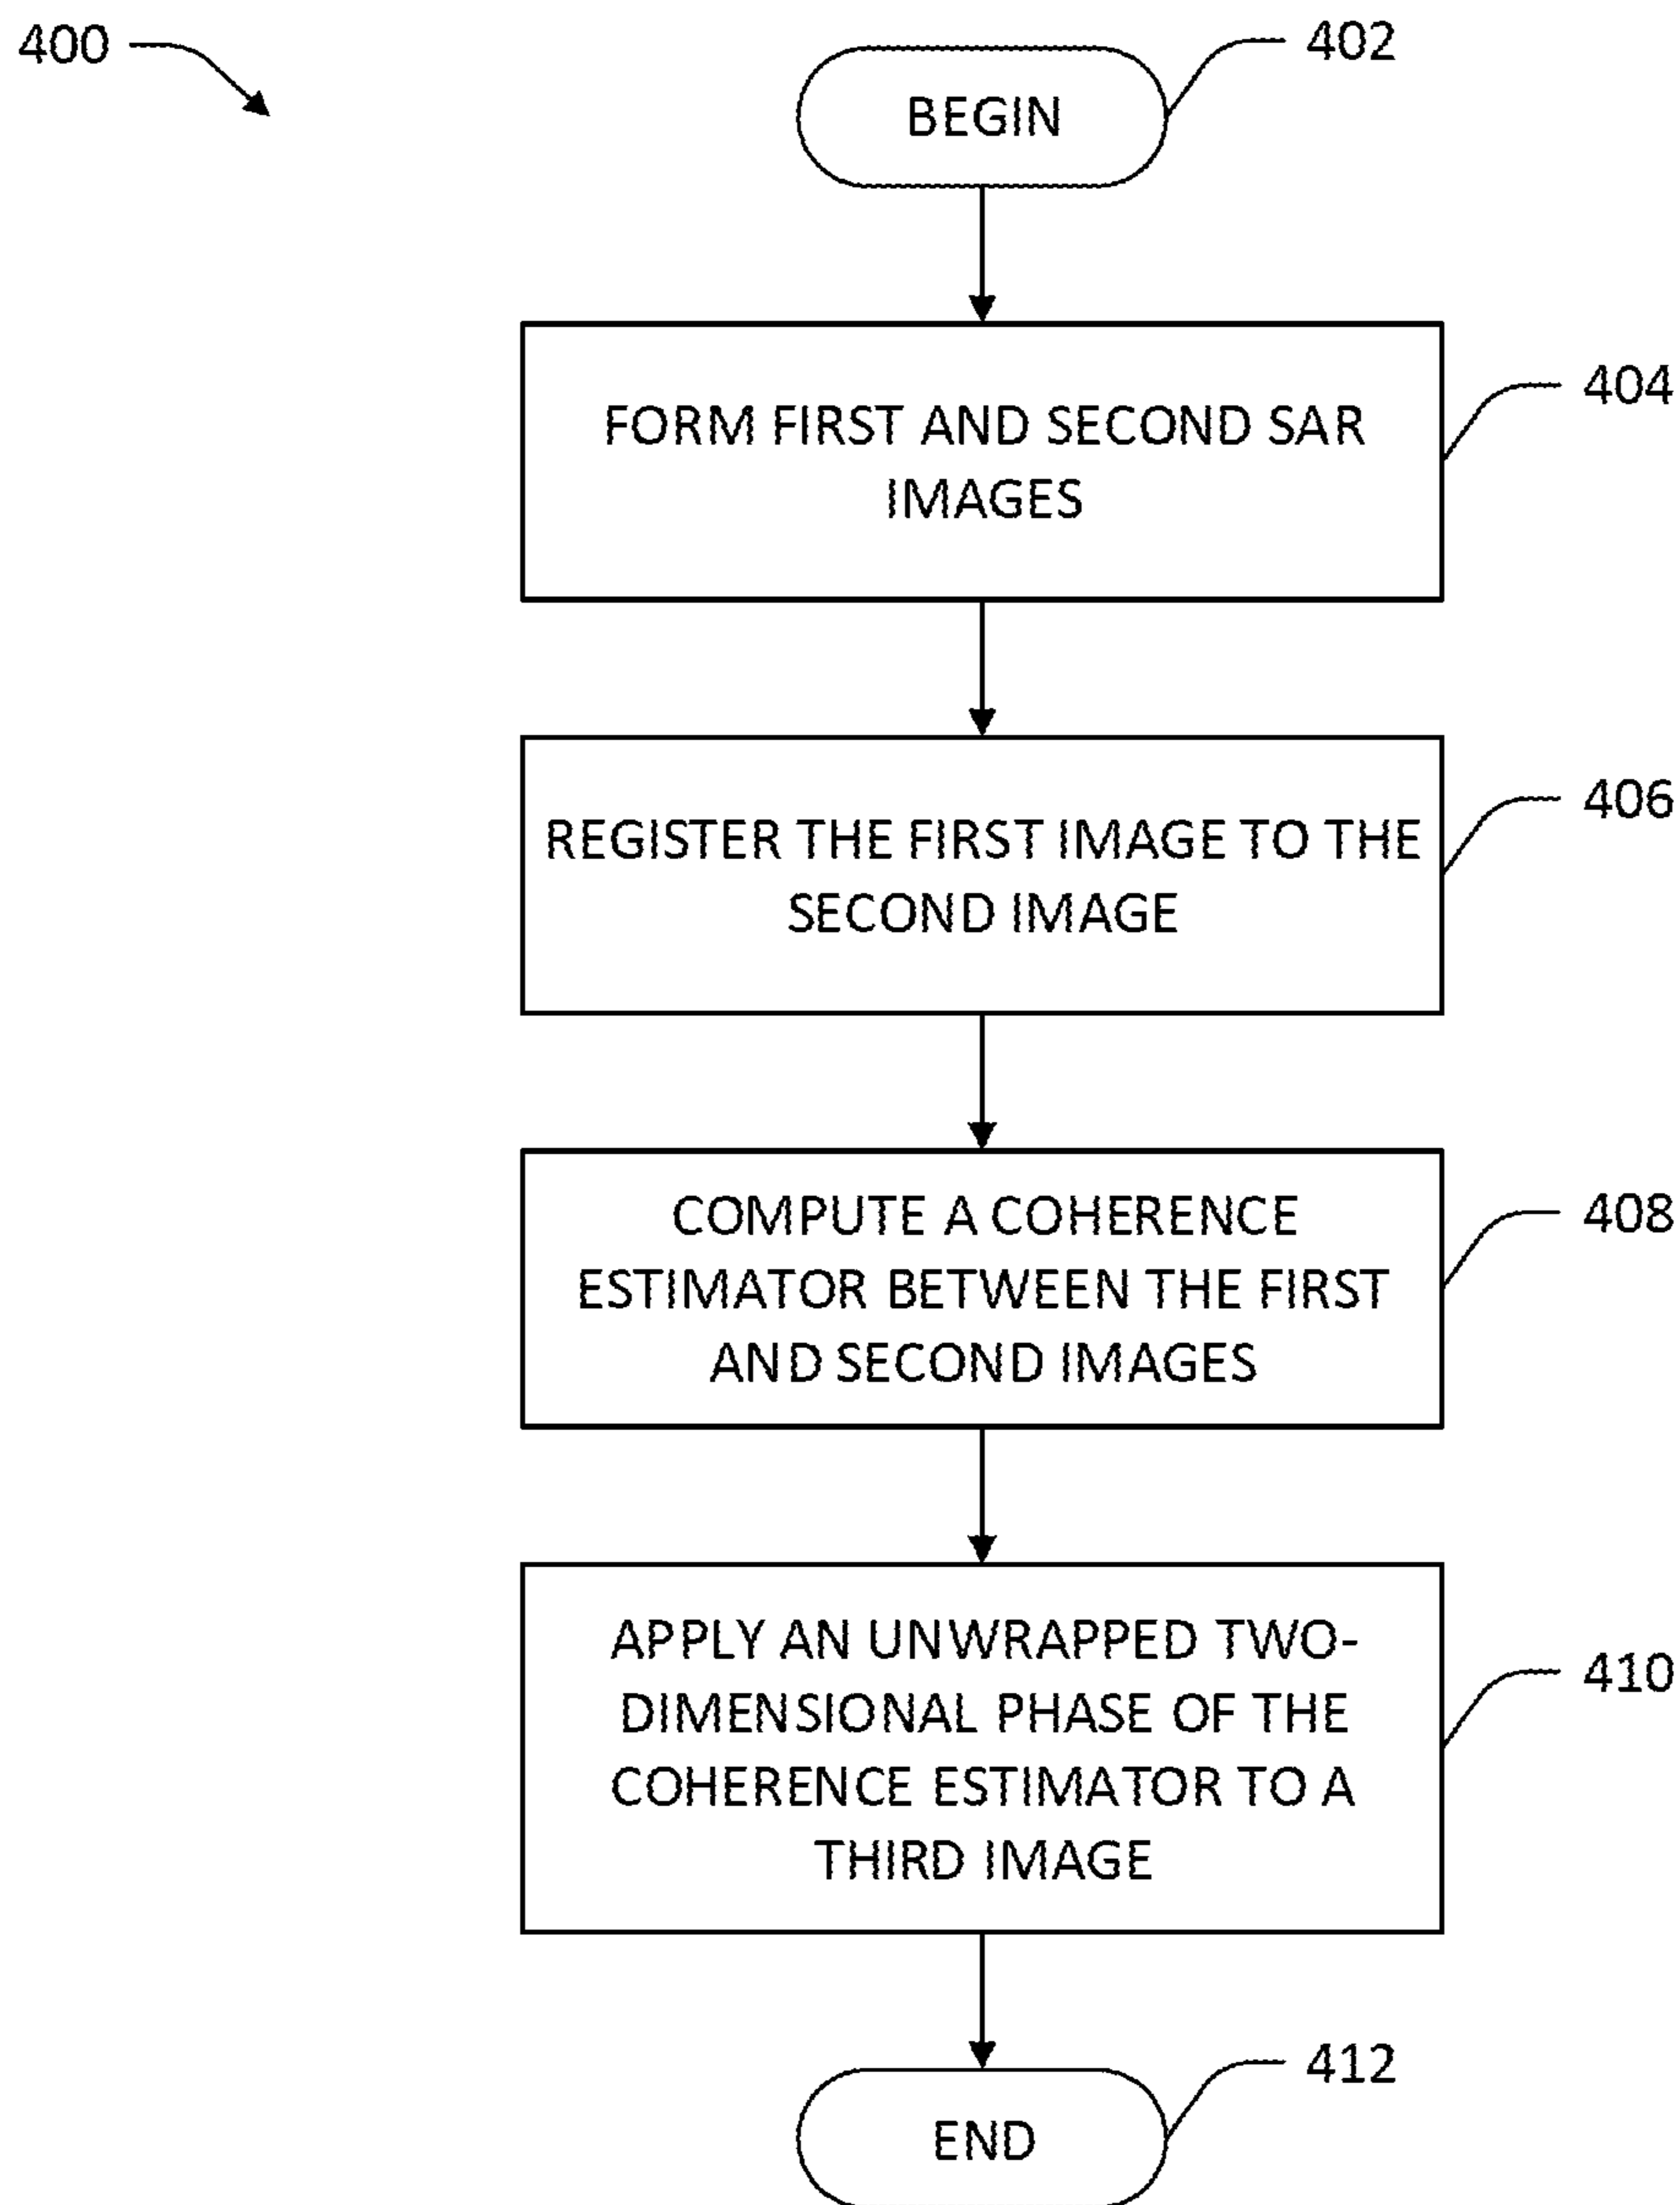 400
402
BEGIN
404
FORM FIRST AND SECOND SAR
IMAGES
406
REGISTER THE FIRST IMAGE TO THE
SECOND IMAGE
408
COMPUTE A COHERENCE
ESTIMATOR BETWEEN THE FIRST
AND SECOND IMAGES
410
APPLY AN UNWRAPPED TWO-
DIMENSIONAL PHASE OF THE
COHERENCE ESTIMATOR TO A
THIRD IMAGE
412
END